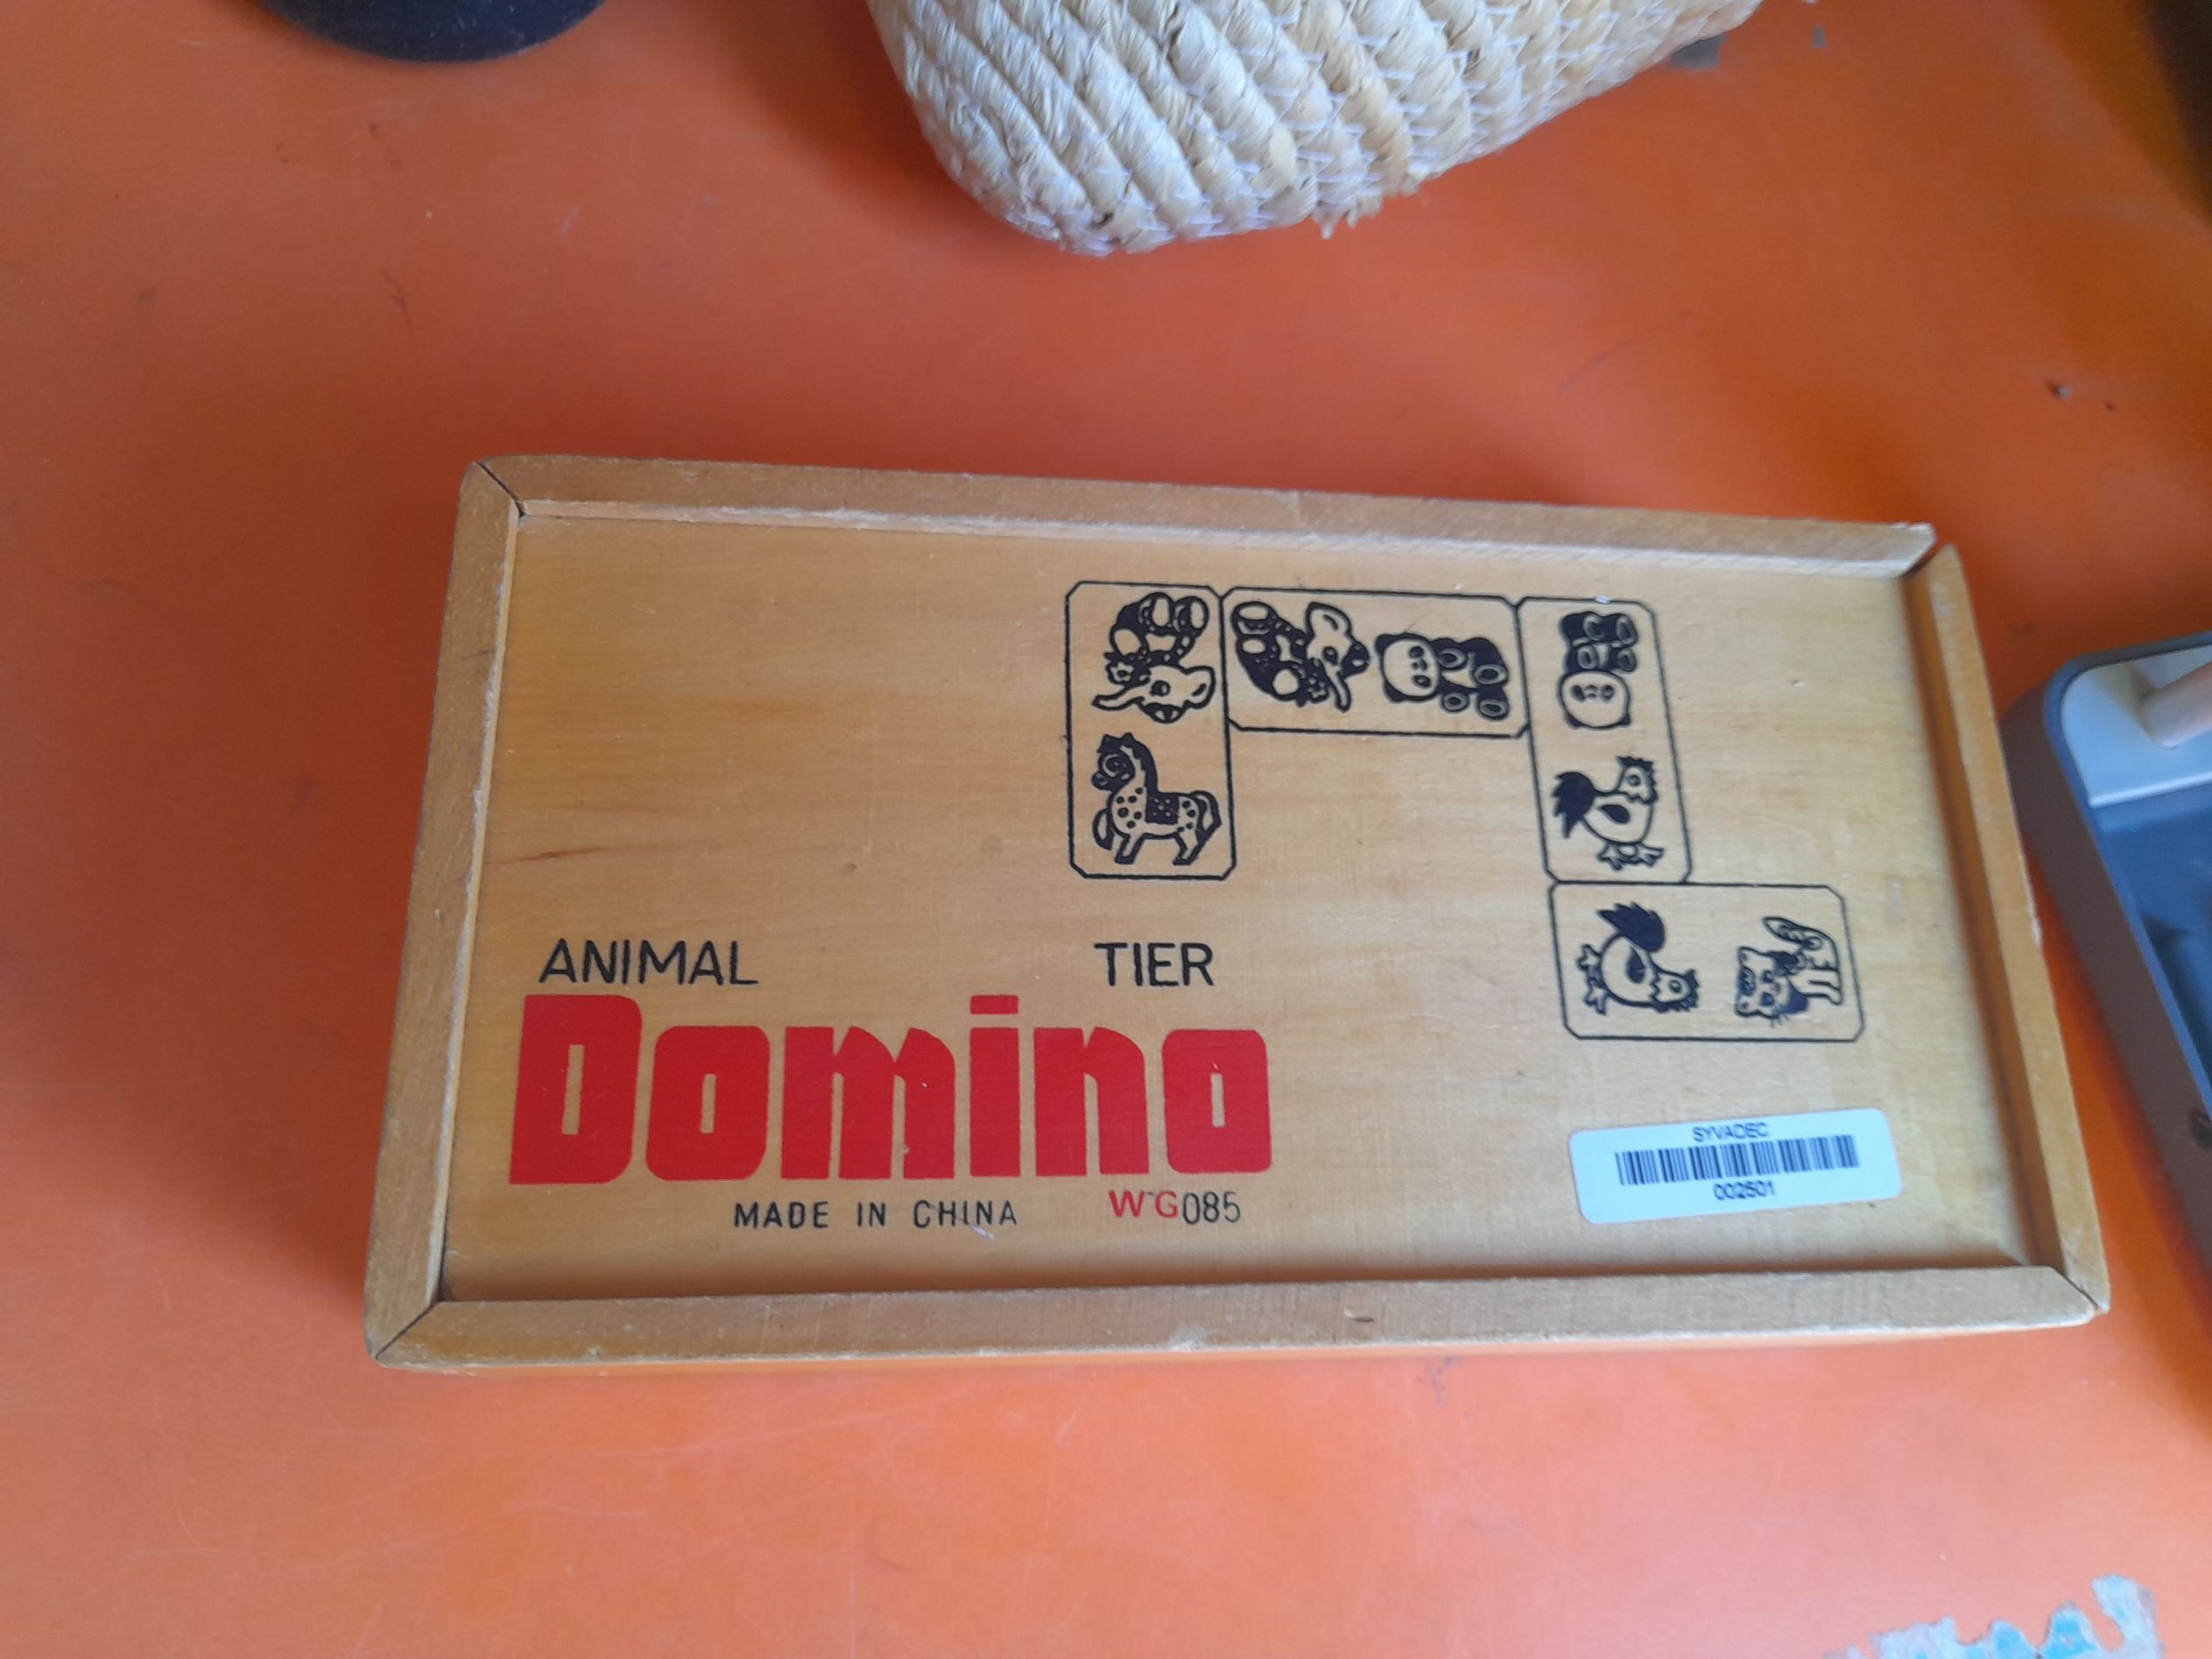 ANIMAL TIER
Domino
MADE IN CHINA WG085
SYVADEC
002501